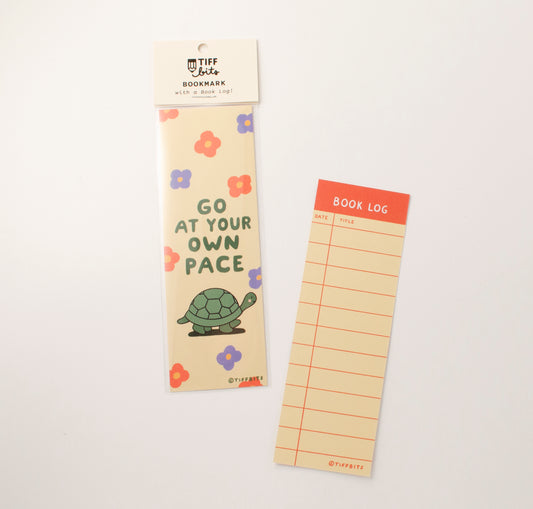 TIFF
bits
BOOKMARK
with a Book Log!
GO
AT YOUR
OWN
PACE
©TIFFBITS
BOOK LOG
DATE TITLE
©TIFFBITS